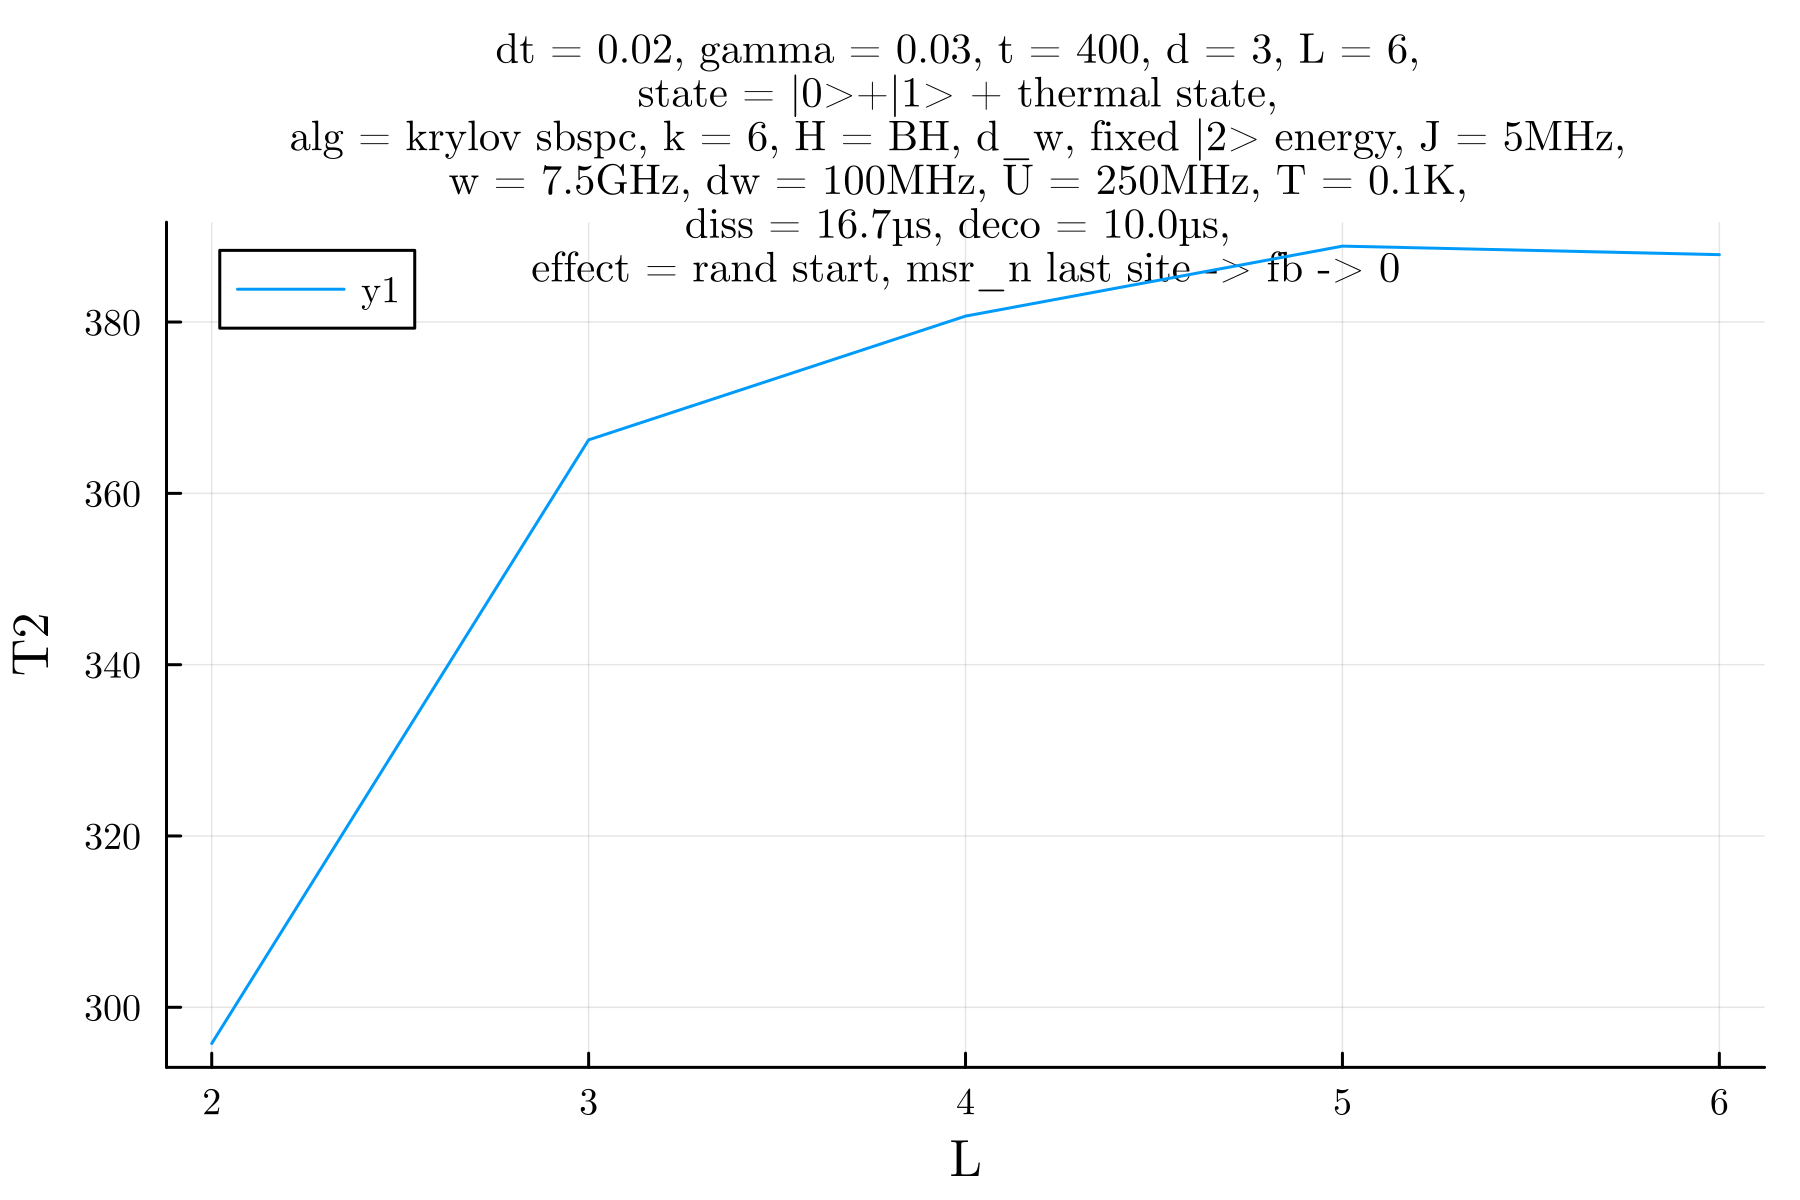 dt = 0.02, gamma = 0.03, t = 400, d = 3, L = 6,
state = |0>+|1> + thermal state,
alg = krylov sbspc, k = 6, H = BH, d_w, fixed |2> energy, J = 5MHz,
w = 7.5GHz, dw = 100MHz, U = 250MHz, T = 0.1K,
diss = 16.7µs, deco = 10.0µs,
effect = rand start, msr_n last site -> fb -> 0
y1
380
360
340
320
300
T2
2 3 4 5 6
L